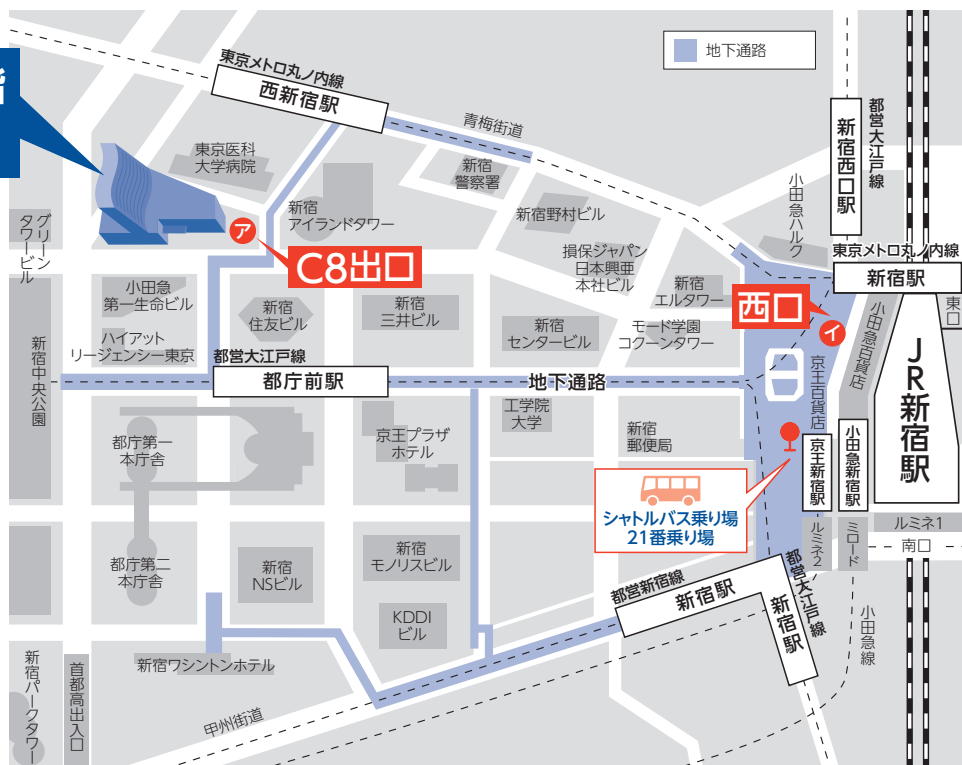 階
地下通路
東京メトロ丸ノ内線
西新宿駅
青梅街道
東京医科
大学病院
新宿
警察署
新宿
アイランドタワー
新宿野村ビル
小田急ハルク
新宿西口駅
都営大江戸線
グリーン
タワービル
ア
C8出口
損保ジャパン
日本興亜
本社ビル
東京メトロ丸ノ内線
新宿駅
小田急
第一生命ビル
新宿
住友ビル
新宿
三井ビル
新宿
エルタワー
西口
イ
東口
小田急百貨店
ハイアット
リージェンシー東京
新宿
センタービル
モード学園
コクーンタワー
JR新宿駅
新宿中央公園
都営大江戸線
都庁前駅
地下通路
京王百貨店
都庁第一
本庁舎
京王プラザ
ホテル
工学院
大学
新宿
郵便局
京王新宿駅
小田急新宿駅
シャトルバス乗り場
21番乗り場
ルミネ1
南口
ルミネ2
ミロード
都庁第二
本庁舎
新宿
NSビル
新宿
モノリスビル
都営新宿線
新宿駅
都営大江戸線
新宿駅
KDDI
ビル
小田急線
新宿ワシントンホテル
新宿パークタワー
首都高出入口
甲州街道